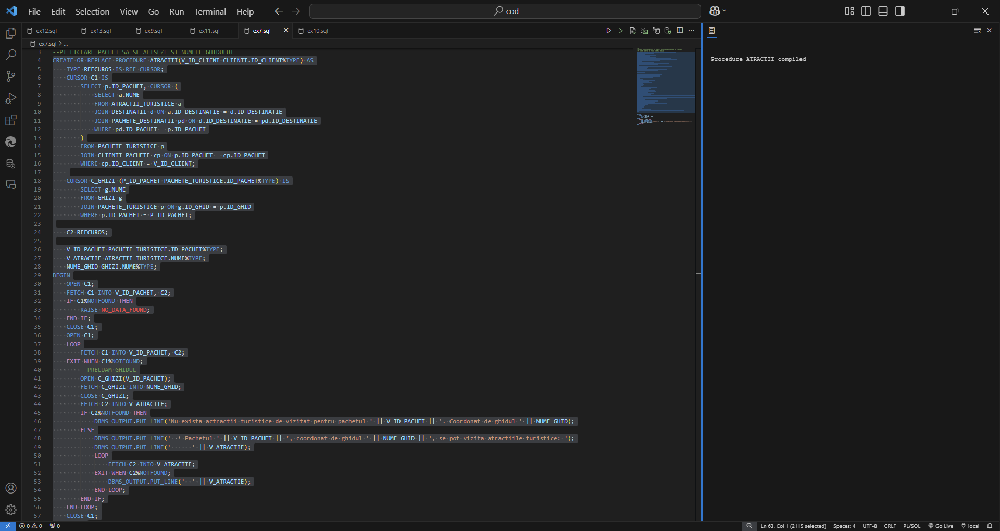 File Edit Selection View Go Run Terminal Help
cod
ex12.sql ex13.sql ex9.sql ex11.sql ex7.sql ex10.sql
ex7.sql > ...
3 --PT FICEARE PACHET SA SE AFISEZE SI NUMELE GHIDULUI
4 CREATE OR REPLACE PROCEDURE ATRACTII(V_ID_CLIENT CLIENTI.ID_CLIENT%TYPE) AS
5 TYPE REFCUROS IS REF CURSOR;
6 CURSOR C1 IS
7 SELECT p.ID_PACHET, CURSOR (
8 SELECT a.NUME
9 FROM ATRACTII_TURISTICE a
10 JOIN DESTINATII d ON a.ID_DESTINATIE = d.ID_DESTINATIE
11 JOIN PACHETE_DESTINATII pd ON d.ID_DESTINATIE = pd.ID_DESTINATIE
12 WHERE pd.ID_PACHET = p.ID_PACHET
13 )
14 FROM PACHETE_TURISTICE p
15 JOIN CLIENTI_PACHETE cp ON p.ID_PACHET = cp.ID_PACHET
16 WHERE cp.ID_CLIENT = V_ID_CLIENT;
17
18 CURSOR C_GHIZI (P_ID_PACHET PACHETE_TURISTICE.ID_PACHET%TYPE) IS
19 SELECT g.NUME
20 FROM GHIZI g
21 JOIN PACHETE_TURISTICE p ON g.ID_GHID = p.ID_GHID
22 WHERE p.ID_PACHET = P_ID_PACHET;
23
24 C2 REFCUROS;
25
26 V_ID_PACHET PACHETE_TURISTICE.ID_PACHET%TYPE;
27 V_ATRACTIE ATRACTII_TURISTICE.NUME%TYPE;
28 NUME_GHID GHIZI.NUME%TYPE;
29 BEGIN
30 OPEN C1;
31 FETCH C1 INTO V_ID_PACHET, C2;
32 IF C1%NOTFOUND THEN
33 RAISE NO_DATA_FOUND;
34 END IF;
35 CLOSE C1;
36 OPEN C1;
37 LOOP
38 FETCH C1 INTO V_ID_PACHET, C2;
39 EXIT WHEN C1%NOTFOUND;
40 --PRELUAM GHIDUL
41 OPEN C_GHIZI(V_ID_PACHET);
42 FETCH C_GHIZI INTO NUME_GHID;
43 CLOSE C_GHIZI;
44 FETCH C2 INTO V_ATRACTIE;
45 IF C2%NOTFOUND THEN
46 DBMS_OUTPUT.PUT_LINE('Nu exista actractii turistice de vizitat pentru pachetul ' || V_ID_PACHET || '. Coordonat de ghidul ' || NUME_GHID);
47 ELSE
48 DBMS_OUTPUT.PUT_LINE('  * Pachetul ' || V_ID_PACHET || ', coordonat de ghidul ' || NUME_GHID || ', se pot vizita atractiile turistice: ');
49 DBMS_OUTPUT.PUT_LINE('      ' || V_ATRACTIE);
50 LOOP
51 FETCH C2 INTO V_ATRACTIE;
52 EXIT WHEN C2%NOTFOUND;
53 DBMS_OUTPUT.PUT_LINE('  ' || V_ATRACTIE);
54 END LOOP;
55 END IF;
56 END LOOP;
57 CLOSE C1;
Procedure ATRACTII compiled
0 0 0 Ln 63, Col 1 (2115 selected) Spaces: 4 UTF-8 CRLF PL/SQL Go Live local